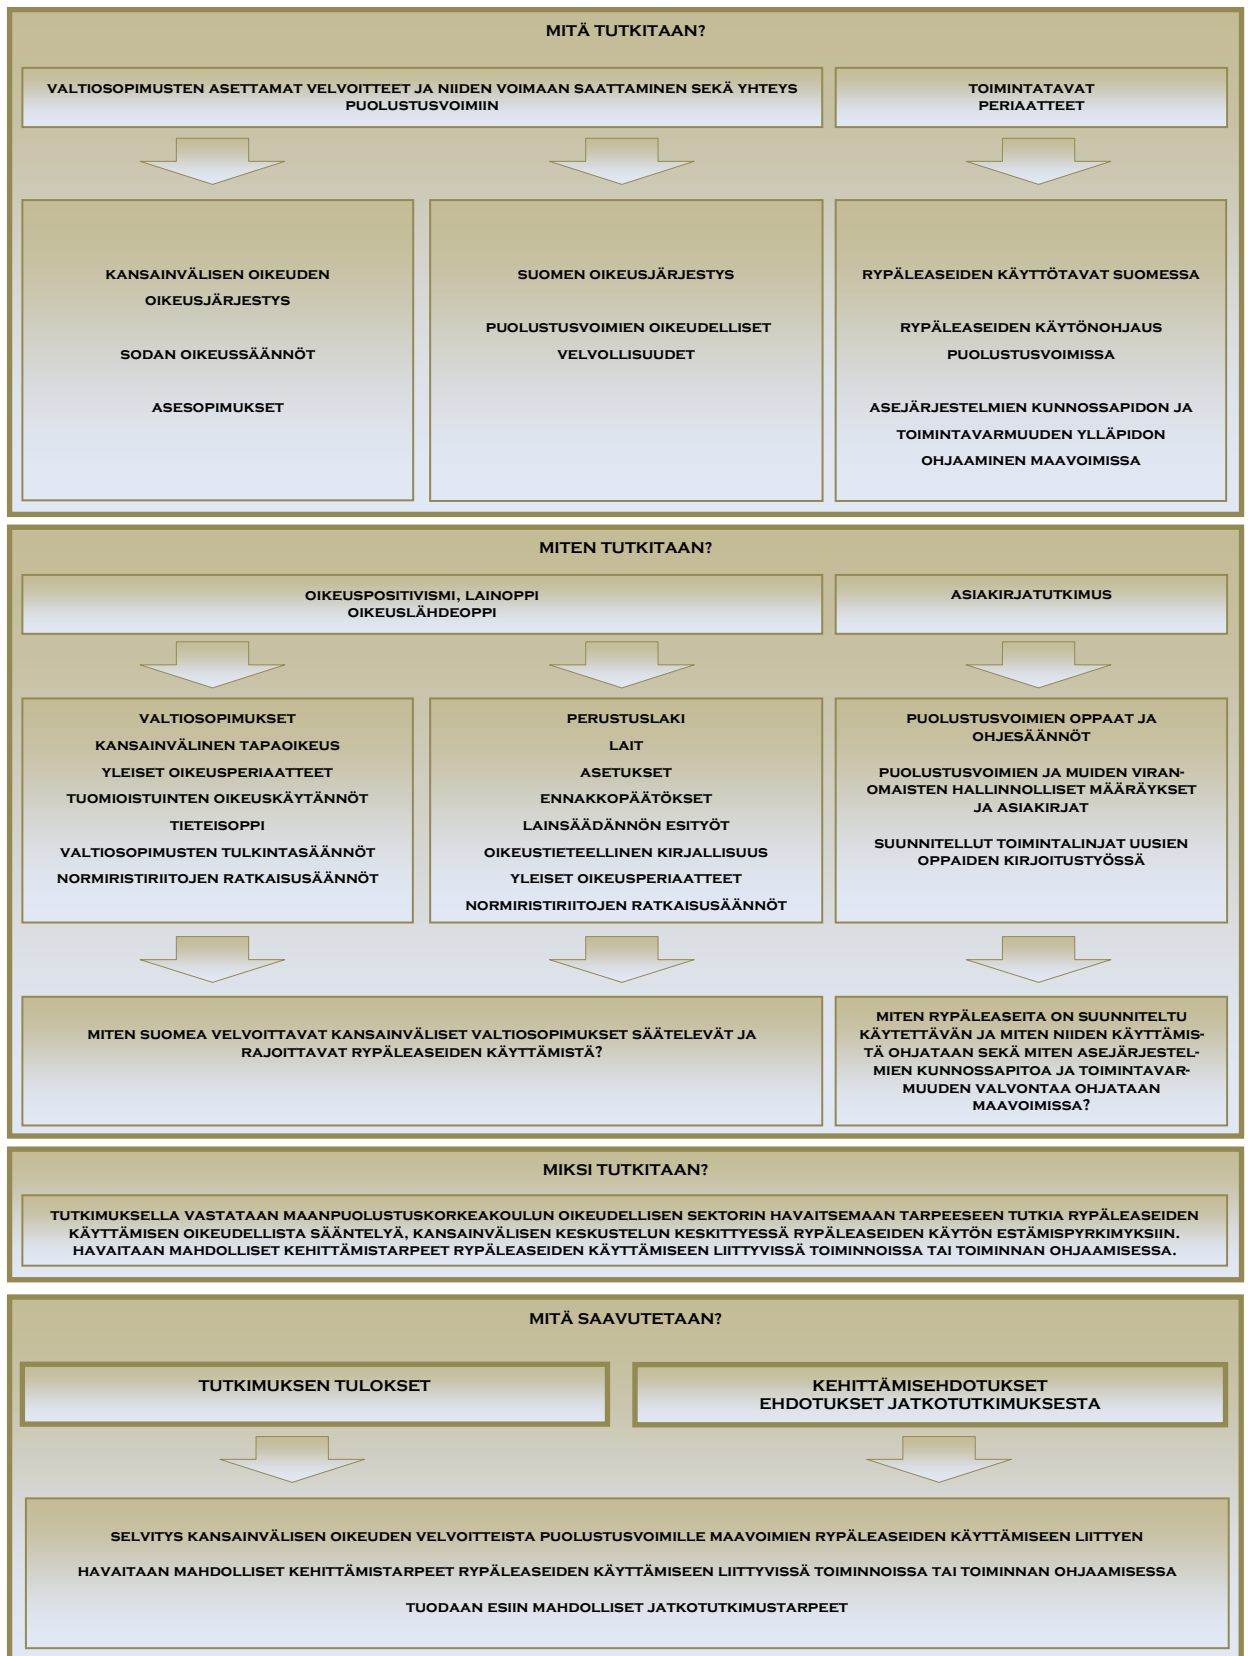 MITÄ TUTKITAAN?
VALTIOSOPIMUSTEN ASETTAMAT VELVOITTEET JA NIIDEN VOIMAAN SAATTAMINEN SEKÄ YHTEYS
PUOLUSTUSVOIMIIN
TOIMINTATAVAT
PERIAATTEET
KANSAINVÄLISEN OIKEUDEN
OIKEUSJÄRJESTYS
SODAN OIKEUSSÄÄNNÖT
ASESOPIMUKSET
SUOMEN OIKEUSJÄRJESTYS
PUOLUSTUSVOIMIEN OIKEUDELLISET
VELVOLLISUUDET
RYPÄLEASEIDEN KÄYTTÖTAVAT SUOMESSA
RYPÄLEASEIDEN KÄYTÖNOHJAUS
PUOLUSTUSVOIMISSA
ASEJÄRJESTELMIEN KUNNOSSAPIDON JA
TOIMINTAVARMUUDEN YLLÄPIDON
OHJAAMINEN MAAVOIMISSA
MITEN TUTKITAAN?
OIKEUSPOSITIVISMI, LAINOPPI
OIKEUSLÄHDEOPPI
ASIAKIRJATUTKIMUS
VALTIOSOPIMUKSET
KANSAINVÄLINEN TAPAOIKEUS
YLEISET OIKEUSPERIAATTEET
TUOMIOISTUINTEN OIKEUSKÄYTÄNNÖT
TIETEISOPPI
VALTIOSOPIMUSTEN TULKINTASÄÄNNÖT
NORMIRISTIRIITOJEN RATKAISUSÄÄNNÖT
PERUSTUSLAKI
LAIT
ASETUKSET
ENNAKKOPÄÄTÖKSET
LAINSÄÄDÄNNÖN ESITYÖT
OIKEUSTIETEELLINEN KIRJALLISUUS
YLEISET OIKEUSPERIAATTEET
NORMIRISTIRIITOJEN RATKAISUSÄÄNNÖT
PUOLUSTUSVOIMIEN OPPAAT JA
OHJESÄÄNNÖT
PUOLUSTUSVOIMIEN JA MUIDEN VIRAN-
OMAISTEN HALLINNOLLISET MÄÄRÄYKSET
JA ASIAKIRJAT
SUUNNITELLUT TOIMINTALINJAT UUSIEN
OPPAIDEN KIRJOITUSTYÖSSÄ
MITEN SUOMEA VELVOITTAVAT KANSAINVÄLISET VALTIOSOPIMUKSET SÄÄTELEVÄT JA
RAJOITTAVAT RYPÄLEASEIDEN KÄYTTÄMISTÄ?
MITEN RYPÄLEASEITA ON SUUNNITELTU
KÄYTETTÄVÄN JA MITEN NIIDEN KÄYTTÄMIS-
TÄ OHJATAAN SEKÄ MITEN ASEJÄRJESTEL-
MIEN KUNNOSSAPITOA JA TOIMINTAVAR-
MUUDEN VALVONTAA OHJATAAN
MAAVOIMISSA?
MIKSI TUTKITAAN?
TUTKIMUKSELLA VASTATAAN MAANPUOLUSTUSKORKEAKOULUN OIKEUDELLISEN SEKTORIN HAVAITSEMAAN TARPEESEEN TUTKIA RYPÄLEASEIDEN
KÄYTTÄMISEN OIKEUDELLISTA SÄÄNTELYÄ, KANSAINVÄLISEN KESKUSTELUN KESKITTYESSÄ RYPÄLEASEIDEN KÄYTÖN ESTÄMISPYRKIMYKSIIN.
HAVAITAAN MAHDOLLISET KEHITTÄMISTARPEET RYPÄLEASEIDEN KÄYTTÄMISEEN LIITTYVISSÄ TOIMINNOISSA TAI TOIMINNAN OHJAAMISESSA.
MITÄ SAAVUTETAAN?
TUTKIMUKSEN TULOKSET
KEHITTÄMISEHDOTUKSET
EHDOTUKSET JATKOTUTKIMUKSESTA
SELVITYS KANSAINVÄLISEN OIKEUDEN VELVOITTEISTA PUOLUSTUSVOIMILLE MAAVOIMIEN RYPÄLEASEIDEN KÄYTTÄMISEEN LIITTYEN
HAVAITAAN MAHDOLLISET KEHITTÄMISTARPEET RYPÄLEASEIDEN KÄYTTÄMISEEN LIITTYVISSÄ TOIMINNOISSA TAI TOIMINNAN OHJAAMISESSA
TUODAAN ESIIN MAHDOLLISET JATKOTUTKIMUSTARPEET